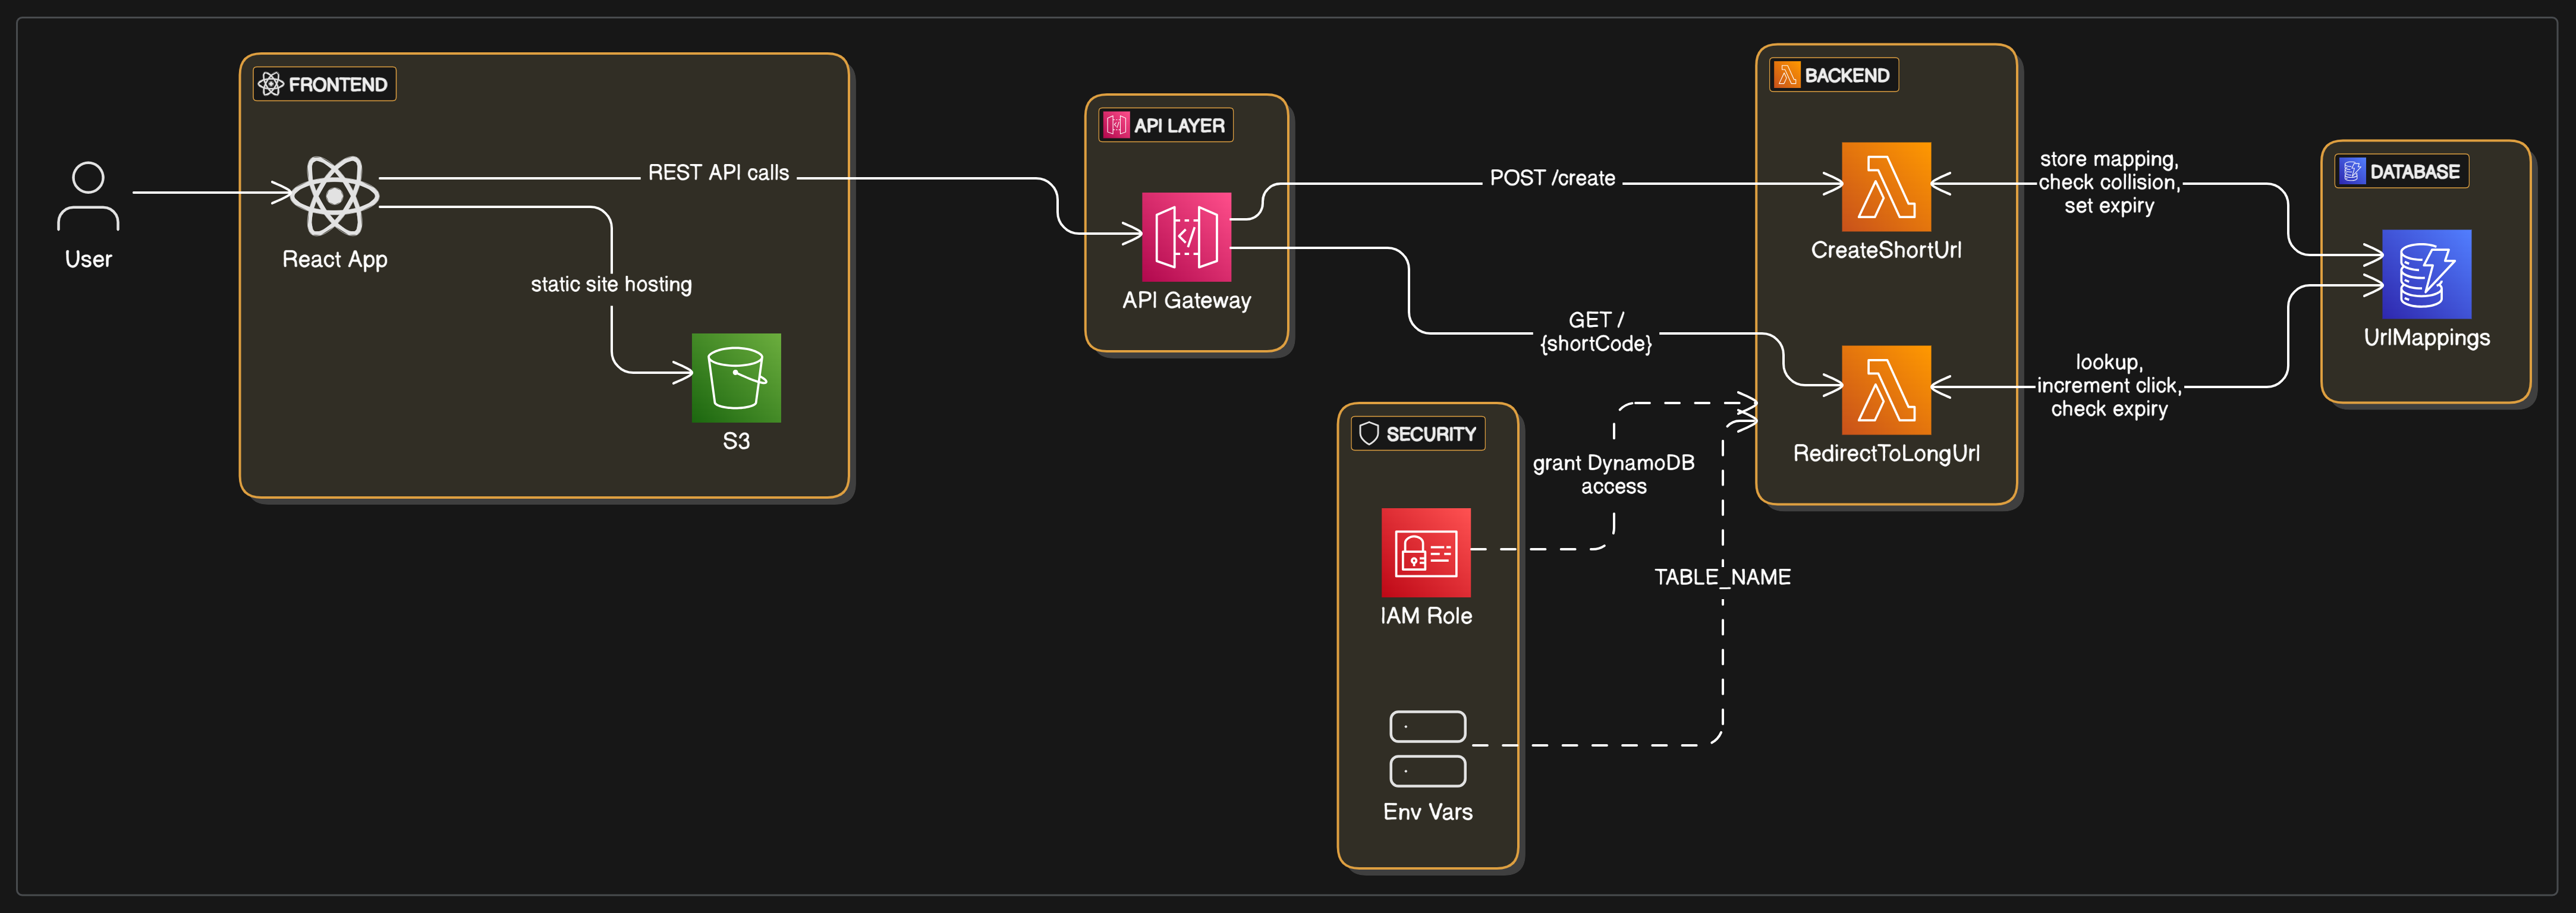 FRONTEND
User
React App
REST API calls
static site hosting
S3
API LAYER
API Gateway
POST /create
GET /
{shortCode}
BACKEND
CreateShortUrl
RedirectToLongUrl
store mapping,
check collision,
set expiry
lookup,
increment click,
check expiry
DATABASE
UrlMappings
SECURITY
IAM Role
grant DynamoDB
access
TABLE_NAME
Env Vars